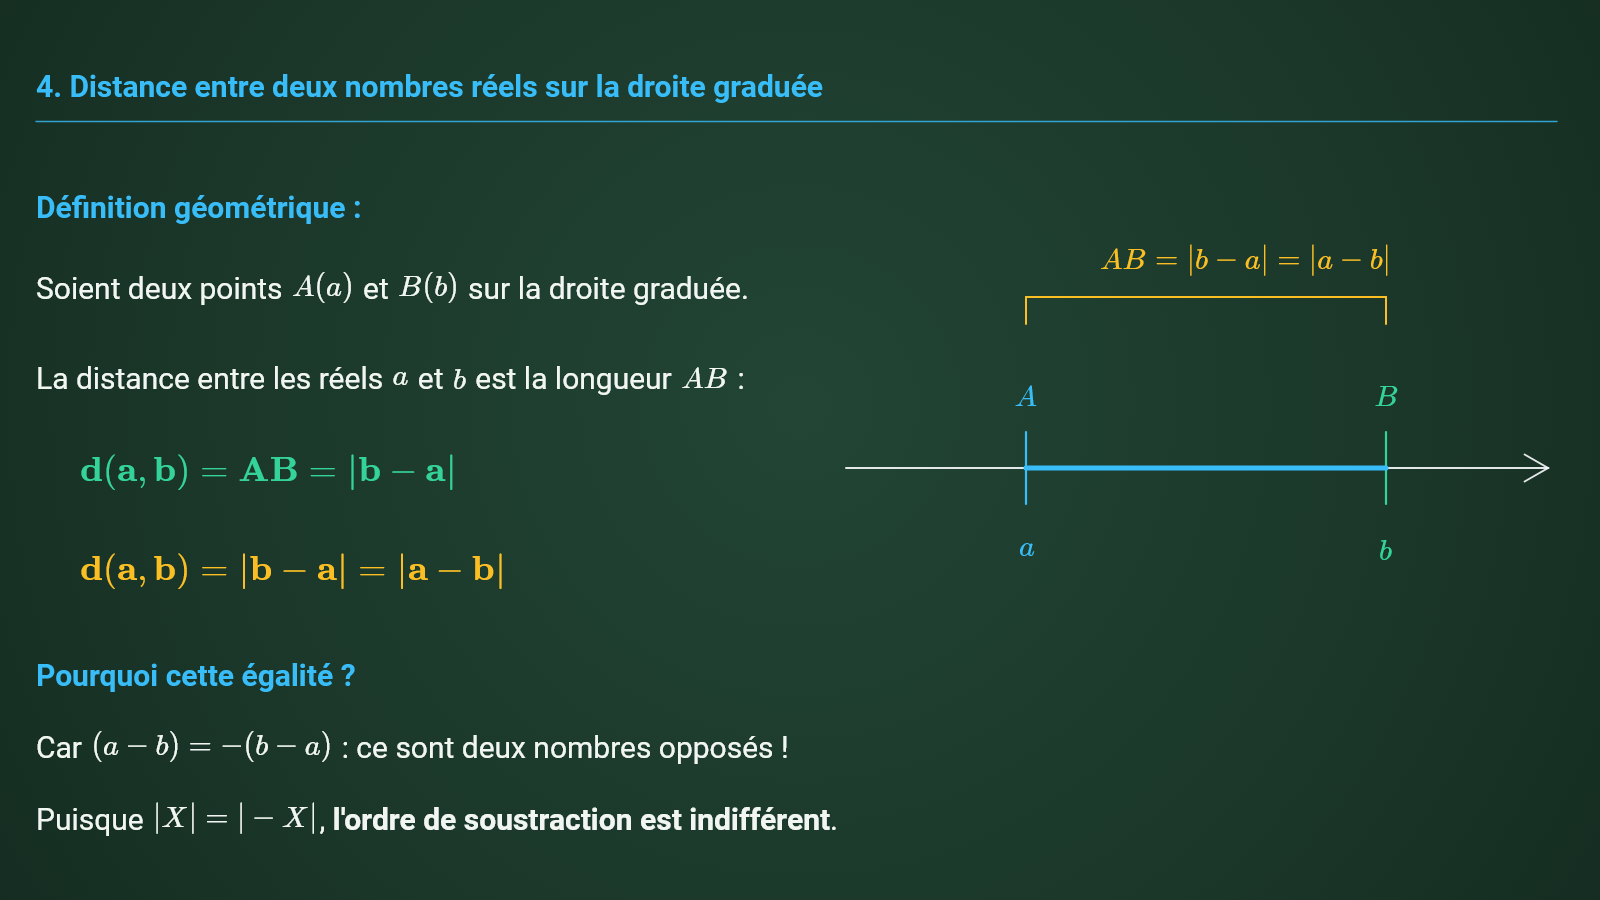 4. Distance entre deux nombres réels sur la droite graduée
Définition géométrique :
Soient deux points A(a) et B(b) sur la droite graduée.
La distance entre les réels a et b est la longueur AB :
d(a, b) = AB = |b − a|
d(a, b) = |b − a| = |a − b|
Pourquoi cette égalité ?
Car (a − b) = −(b − a) : ce sont deux nombres opposés !
Puisque |X| = | − X|, l'ordre de soustraction est indifférent.
AB = |b − a| = |a − b|
A B
a b